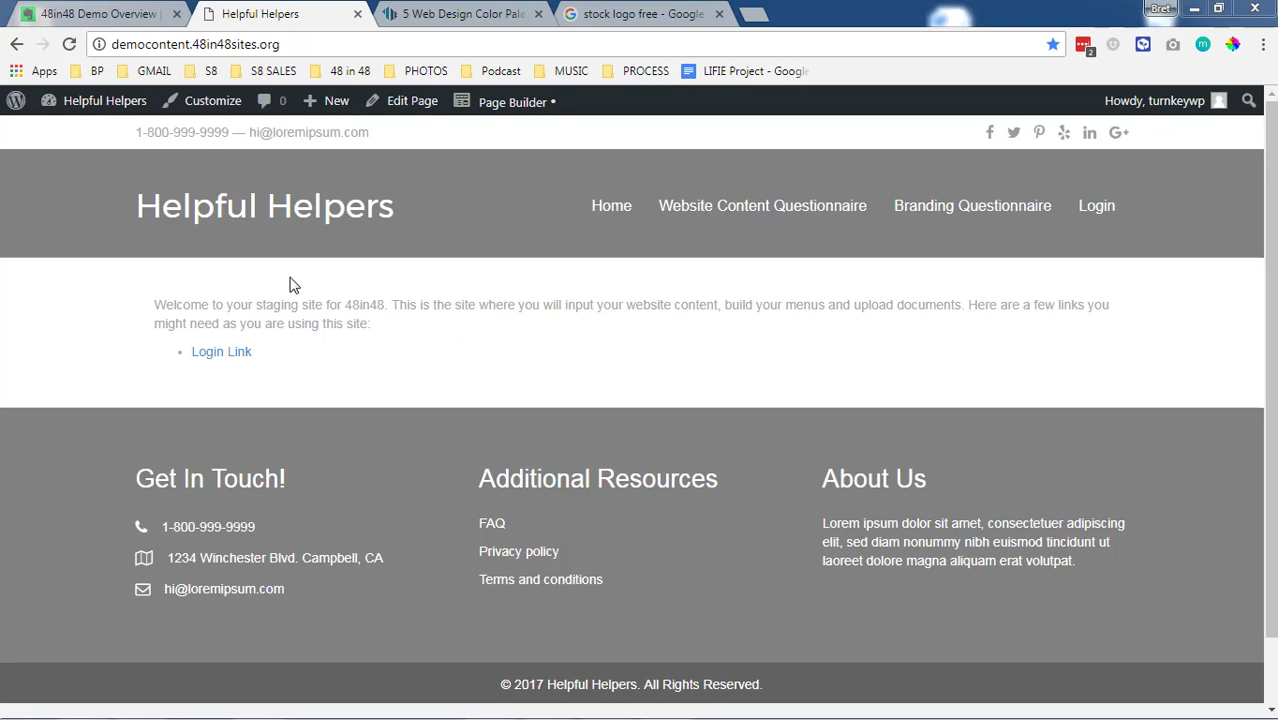 48in48 Demo Overview
Helpful Helpers
5 Web Design Color Pale
stock logo free - Google
Bret
democontent.48in48sites.org
2
m
Apps
BP
GMAIL
S8
S8 SALES
48 in 48
PHOTOS
Podcast
MUSIC
PROCESS
LIFIE Project - Google
Helpful Helpers
Customize
0
New
Edit Page
Page Builder •
Howdy, turnkeywp
1-800-999-9999 — hi@loremipsum.com
Helpful Helpers
Home
Website Content Questionnaire
Branding Questionnaire
Login
Welcome to your staging site for 48in48. This is the site where you will input your website content, build your menus and upload documents. Here are a few links you
might need as you are using this site:
• Login Link
Get In Touch!
1-800-999-9999
1234 Winchester Blvd. Campbell, CA
hi@loremipsum.com
Additional Resources
FAQ
Privacy policy
Terms and conditions
About Us
Lorem ipsum dolor sit amet, consectetuer adipiscing
elit, sed diam nonummy nibh euismod tincidunt ut
laoreet dolore magna aliquam erat volutpat.
© 2017 Helpful Helpers. All Rights Reserved.